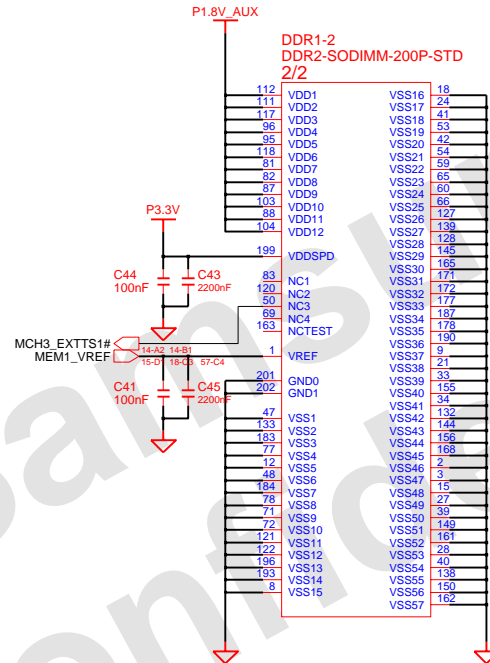 P1.8V_AUX
DDR1-2
DDR2-SODIMM-200P-STD
2/2
112 VDD1 VSS16 18
111 VDD2 VSS17 24
117 VDD3 VSS18 41
96 VDD4 VSS19 53
95 VDD5 VSS20 42
118 VDD6 VSS21 54
81 VDD7 VSS22 59
82 VDD8 VSS23 65
87 VDD9 VSS24 60
103 VDD10 VSS25 66
88 VDD11 VSS26 127
104 VDD12 VSS27 139
VSS28 128
P3.3V
199 VDDSPD VSS29 145
VSS30 165
83 NC1 VSS31 171
120 NC2 VSS32 172
50 NC3 VSS33 177
69 NC4 VSS34 187
163 NCTEST VSS35 178
VSS36 190
1 VREF VSS37 9
VSS38 21
201 GND0 VSS39 33
202 GND1 VSS40 155
VSS41 34
47 VSS1 VSS42 132
133 VSS2 VSS43 144
183 VSS3 VSS44 156
77 VSS4 VSS45 168
12 VSS5 VSS46 2
48 VSS6 VSS47 3
184 VSS7 VSS48 15
78 VSS8 VSS49 27
71 VSS9 VSS50 39
72 VSS10 VSS51 149
121 VSS11 VSS52 161
122 VSS12 VSS53 28
196 VSS13 VSS54 40
193 VSS14 VSS55 138
8 VSS15 VSS56 150
VSS57 162
C44
100nF
C43
2200nF
MCH3_EXTTS1#
14-A2 14-B1
MEM1_VREF
15-D1 18-C3 57-C4
C41
100nF
C45
2200nF